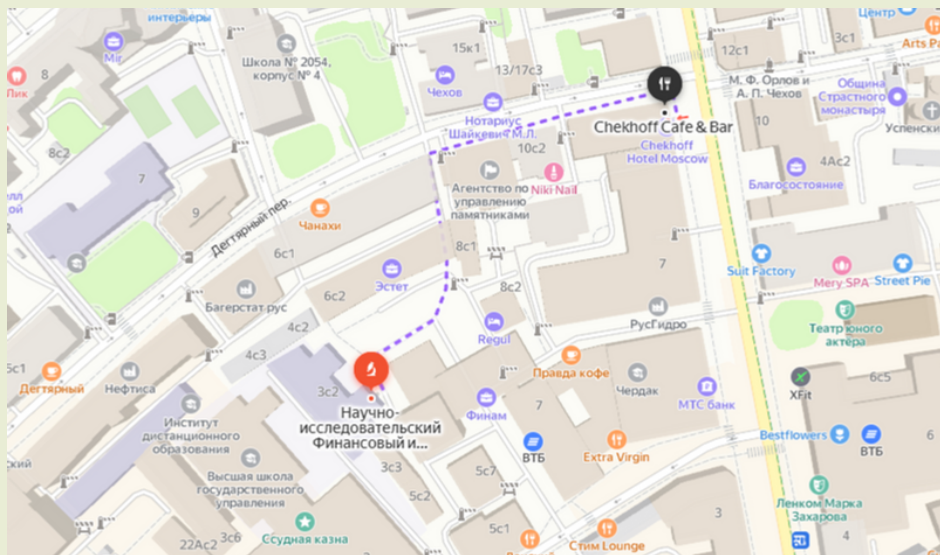 интерьеры
Mir
8
Лик
8с2
7
9
Школа № 2054,
корпус № 4
15к1
Чехов
13/17с3
Нотариус
Шайкевич М.Л.
10с2
Chekhoff Cafe & Bar
Chekhoff
Hotel Moscow
12с1
М. Ф. Орлов и
А. П. Чехов
3с1
Центр
Arts
Община
Страстного
монастыря
Успенски
10
4Ас2
Благосостояние
Агентство по
управлению
памятниками
Niki Nail
Дегтярный пер.
Чанахи
6с1
8с1
Эстет
6с2
8с2
7
Suit Factory
Mery SPA
Street Pie
Багерстат рус
РусГидро
Театр юного
актёра
4с2
4с3
Regul
Правда кофе
5с1
Дегтярный
Нефтиса
3с2
Научно-
исследовательский
Финансовый и...
Финам
7
Чердак
МТС банк
XFit
6с5
Институт
дистанционного
образования
ВТБ
Extra Virgin
Bestflowers
ВТБ
6
Высшая школа
государственного
управления
3с3
5с2
5с7
ский
Ссудная казна
22Ас2
3с6
5с1
Стим Lounge
3
Ленком Марка
Захарова
4